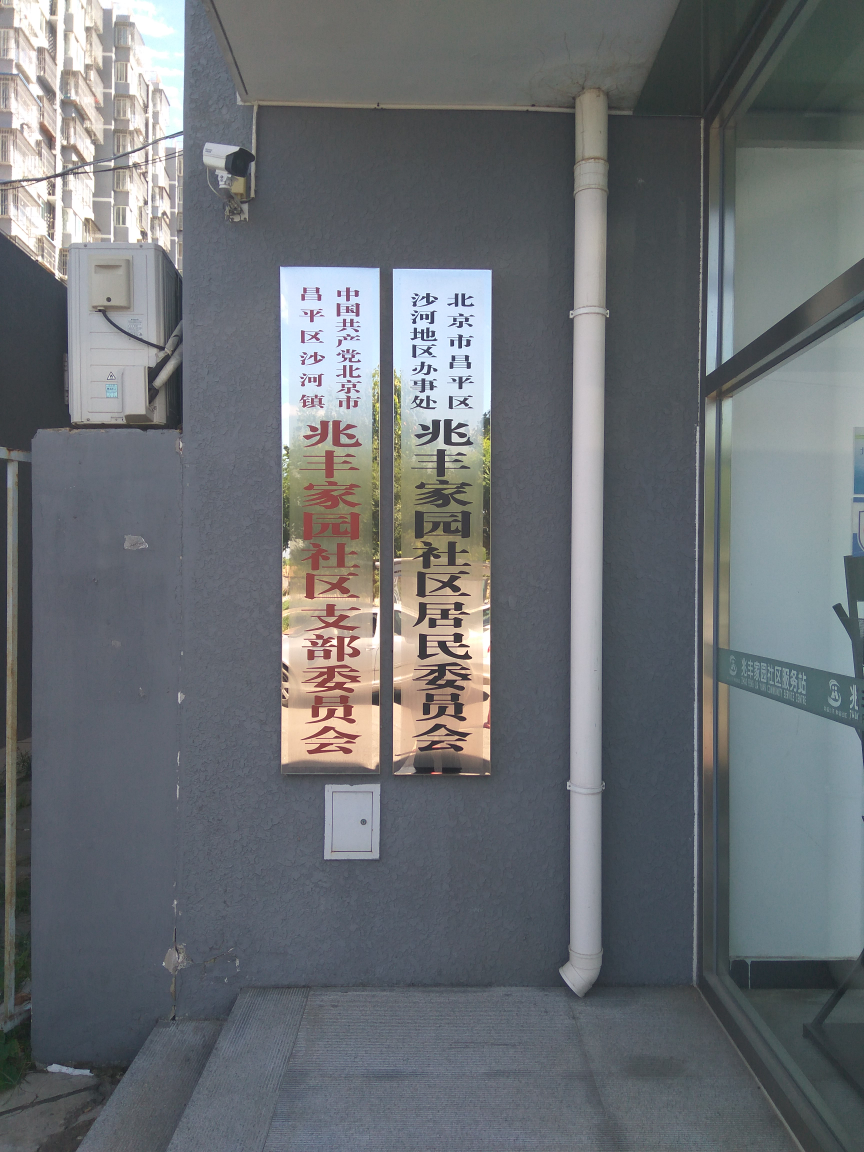 中国共产党北京市
昌平区沙河镇
兆丰家园社区支部委员会
北京市昌平区
沙河地区办事处
兆丰家园社区居民委员会
兆丰家园社区服务站
兆